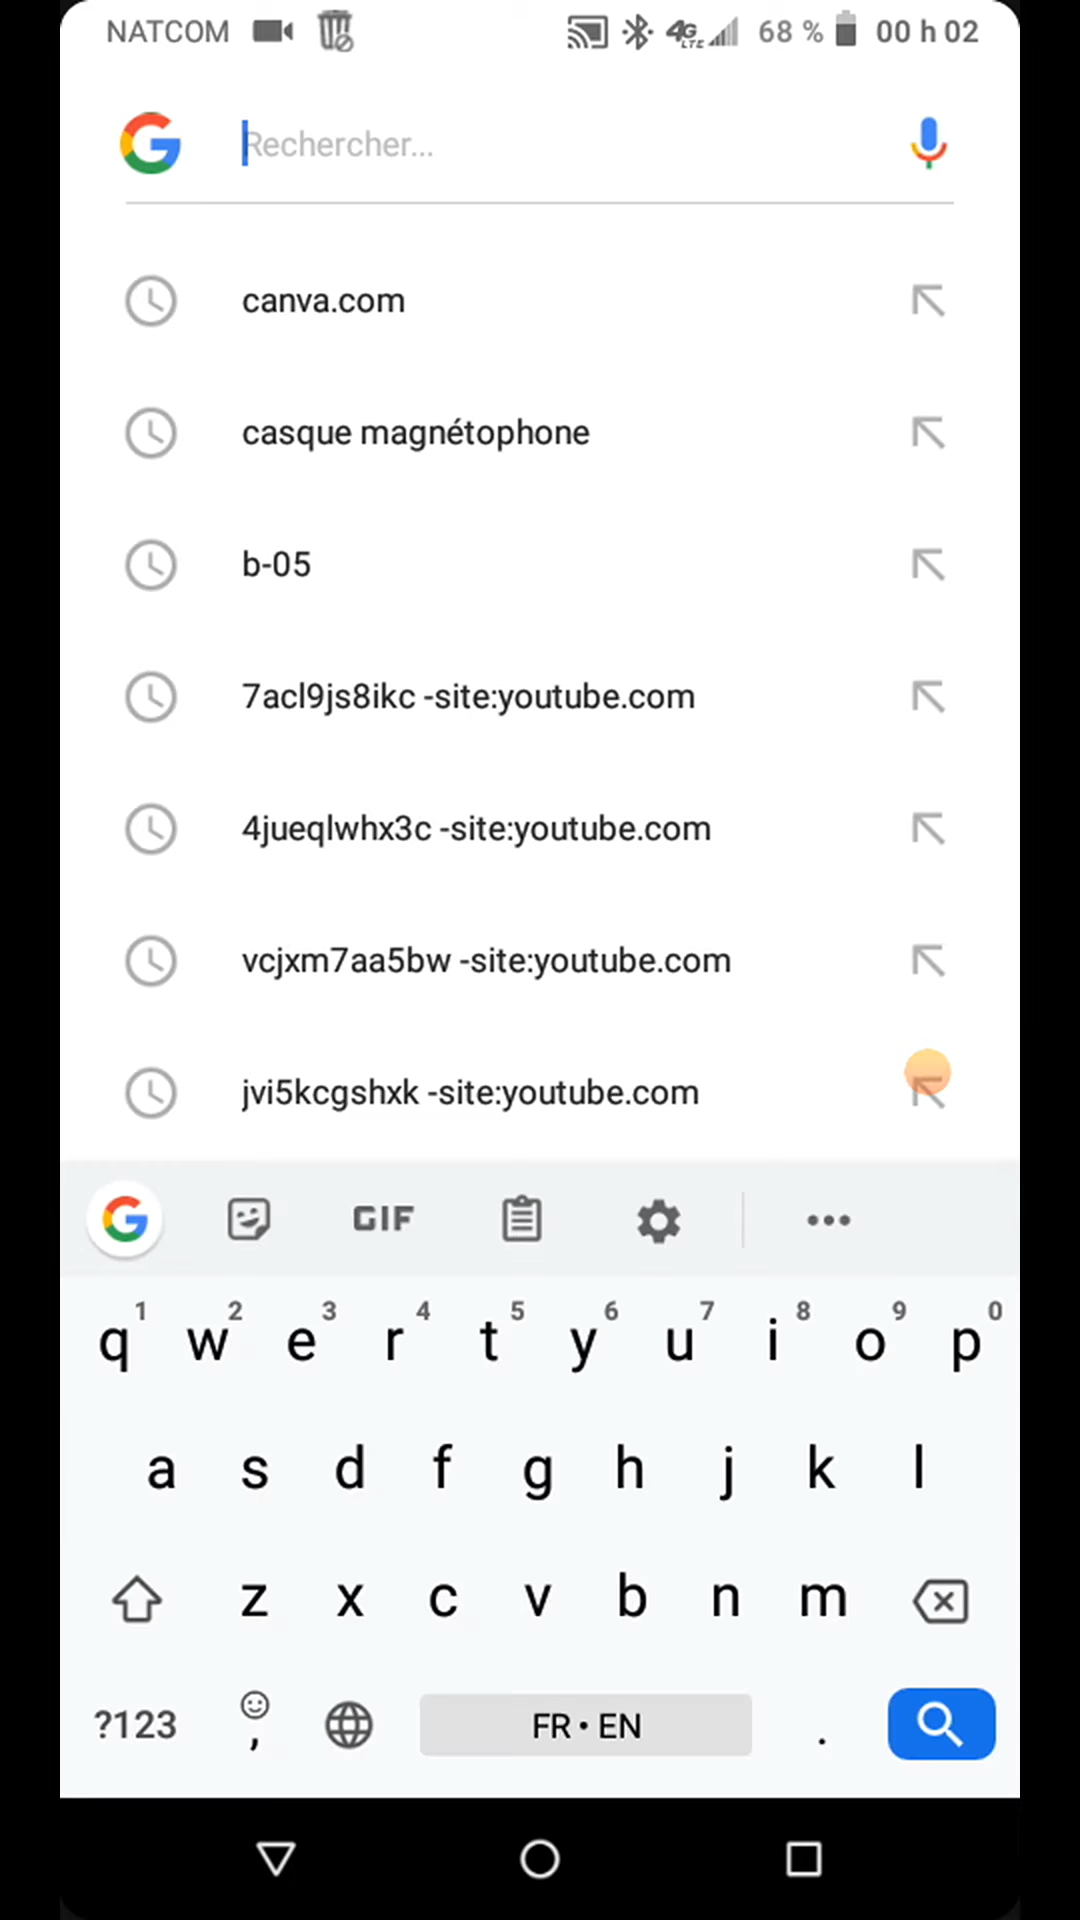 NATCOM 4G LTE 68 % 00 h 02
Rechercher...
canva.com
casque magnétophone
b-05
7acl9js8ikc -site:youtube.com
4jueqlwhx3c -site:youtube.com
vcjxm7aa5bw -site:youtube.com
jvi5kcgshxk -site:youtube.com
G GIF
1 2 3 4 5 6 7 8 9 0
q w e r t y u i o p
a s d f g h j k l
z x c v b n m
?123 , FR • EN .